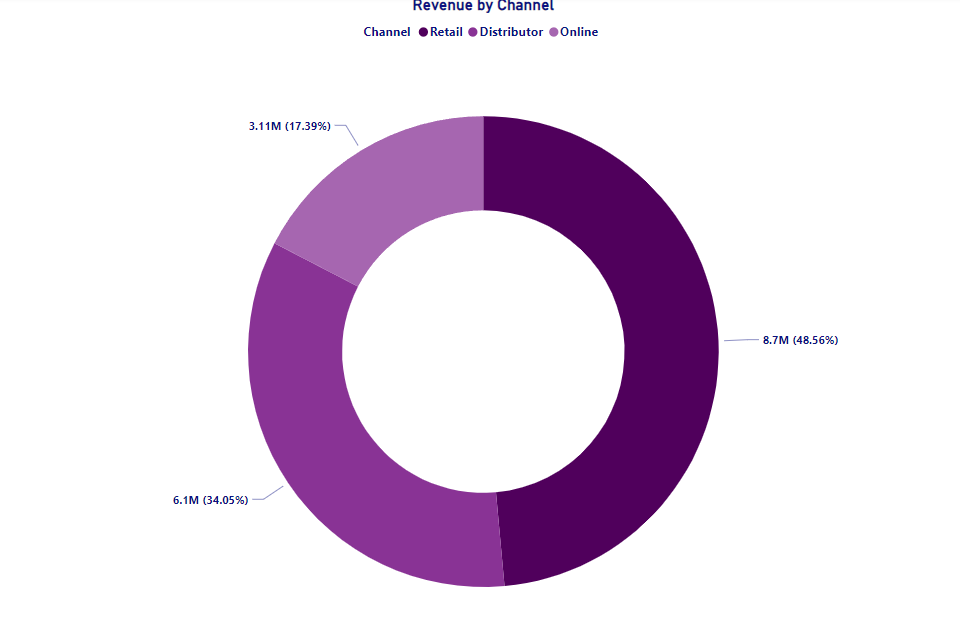 Revenue by Channel
Channel Retail Distributor Online
3.11M (17.39%)
8.7M (48.56%)
6.1M (34.05%)